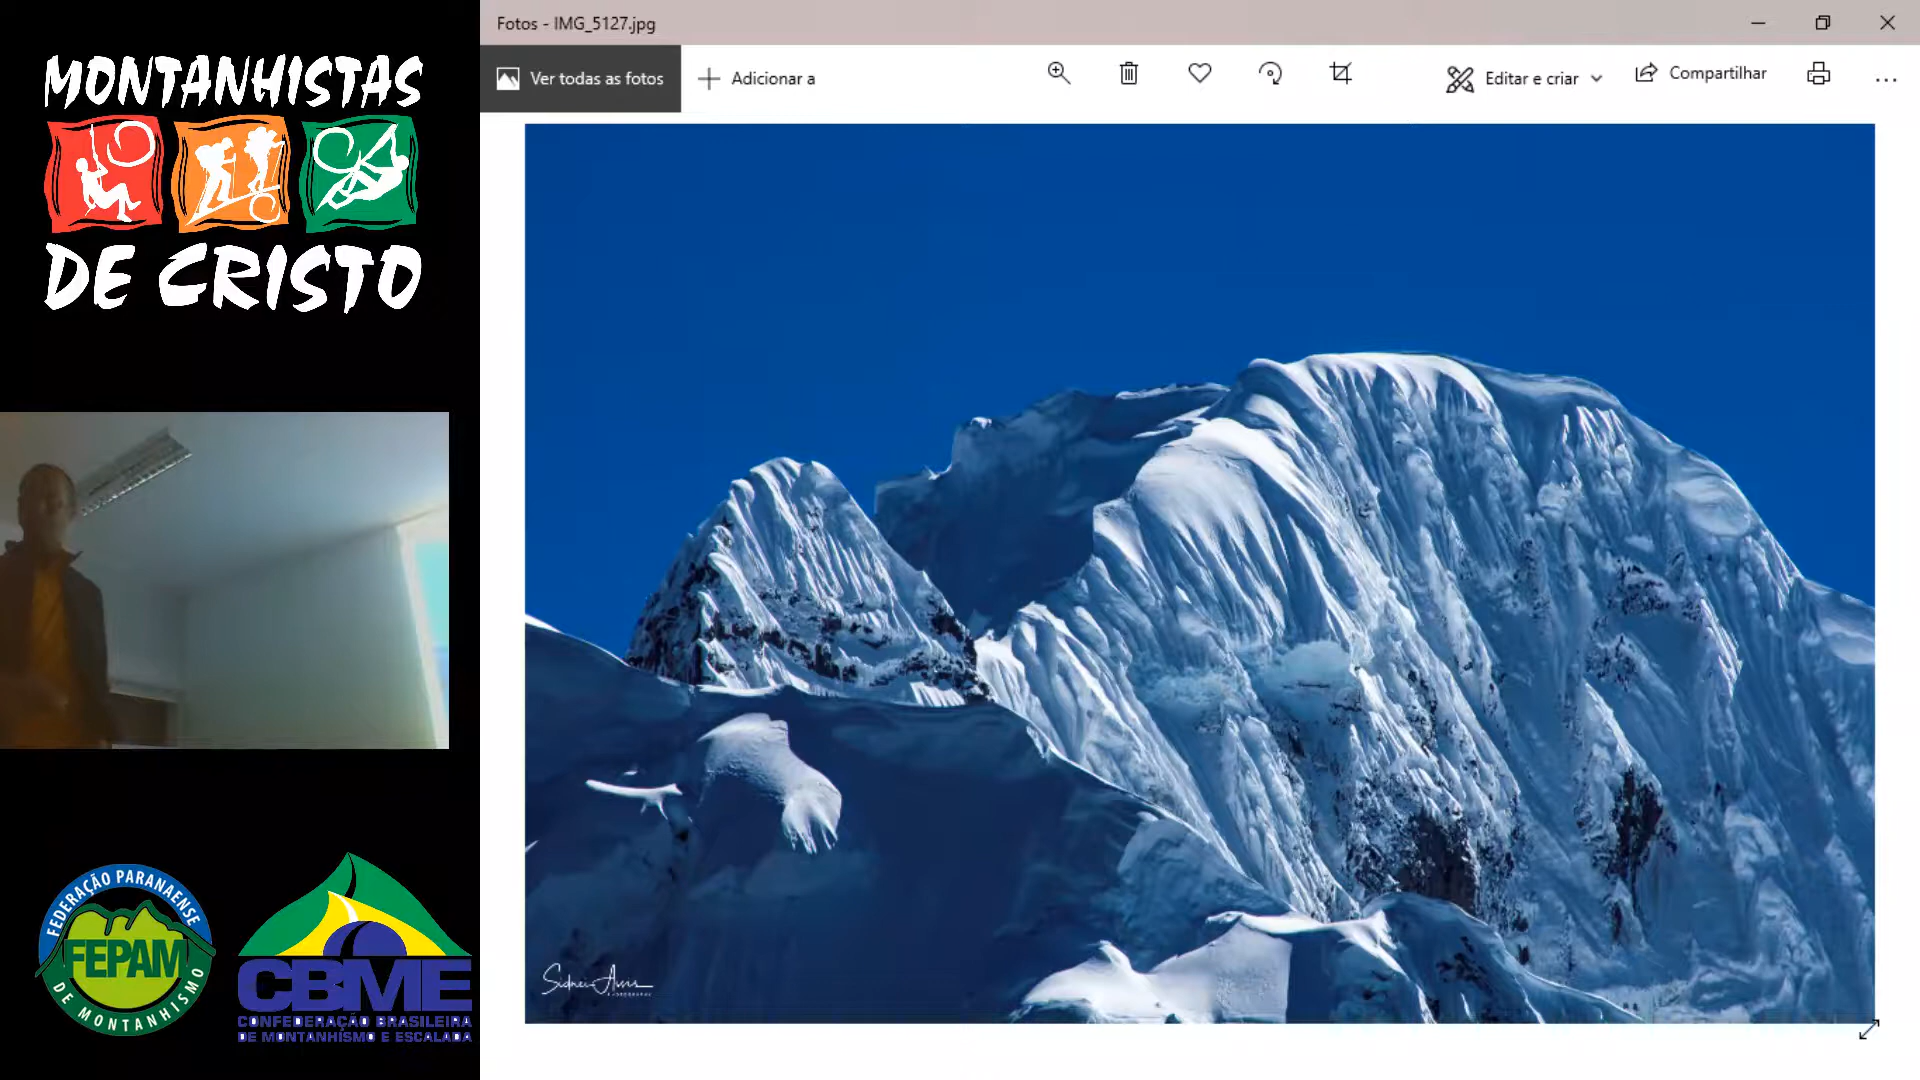 MONTANHISTAS
DE CRISTO
Fotos - IMG_5127.jpg
Ver todas as fotos
Adicionar a
Editar e criar
Compartilhar
FEDERAÇÃO PARANAENSE
FEPAM
DE MONTANHISMO
CBME
CONFEDERAÇÃO BRASILEIRA
DE MONTANHISMO E ESCALADA